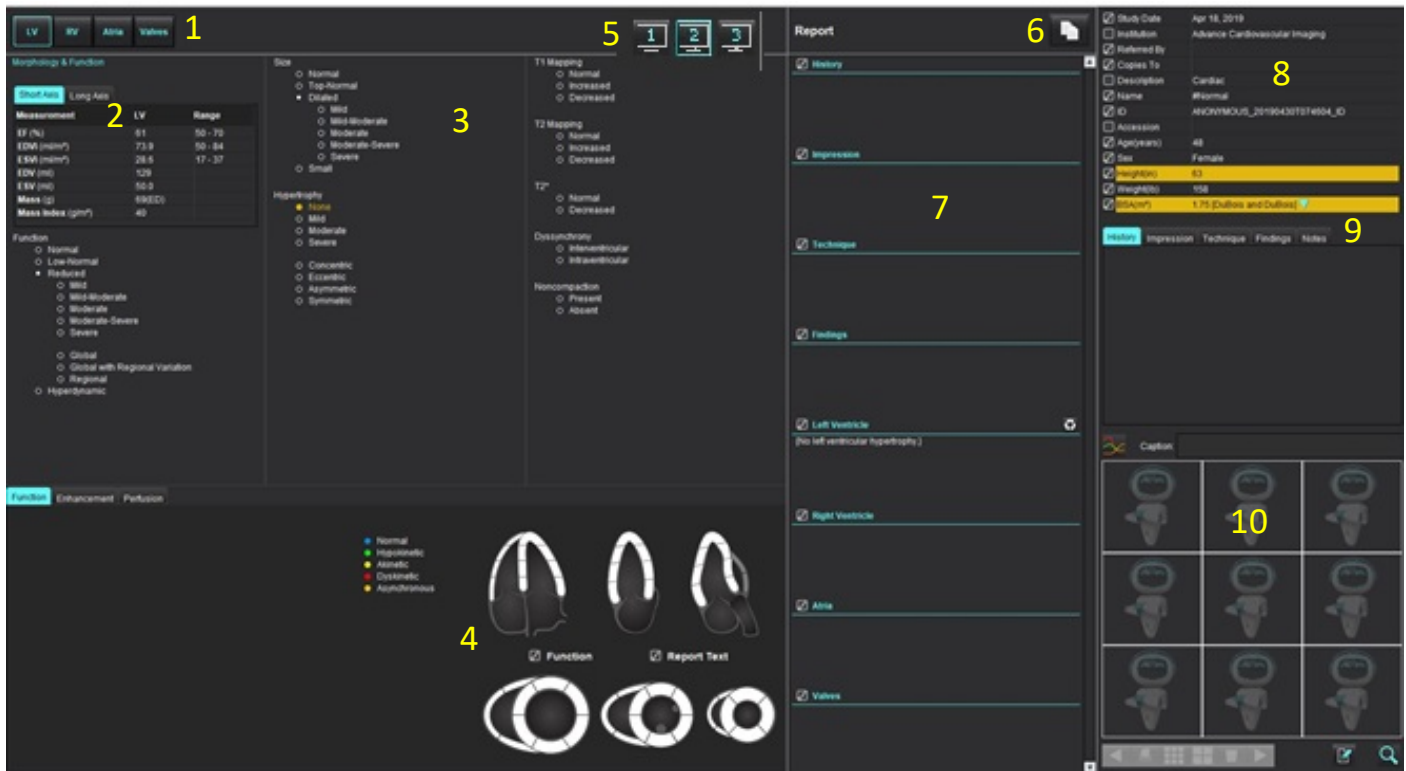 LV RV Atria Valves 1
5 1 2 3
Report
6
Morphology & Function
Short Axis Long Axis
2
Measurement LV Range
EF (%) 61 50 - 70
EDVI (ml/m²) 73.9 50 - 84
ESVI (ml/m²) 28.6 17 - 37
EDV (ml) 129
ESV (ml) 50.0
Mass (g) 69(ED)
Mass Index (g/m²) 40
Function
Normal
Low-Normal
Reduced
Mild
Mild-Moderate
Moderate
Moderate-Severe
Severe
Global
Global with Regional Variation
Regional
Hyperdynamic
Size
Normal
Top-Normal
Dilated
Mild
Mild-Moderate
Moderate
Moderate-Severe
Severe
Small
3
Hypertrophy
None
Mild
Moderate
Severe
Concentric
Eccentric
Asymmetric
Symmetric
T1 Mapping
Normal
Increased
Decreased
T2 Mapping
Normal
Increased
Decreased
T2*
Normal
Decreased
Dyssynchrony
Interventricular
Intraventricular
Noncompaction
Present
Absent
Function Enhancement Perfusion
Normal
Hypokinetic
Akinetic
Dyskinetic
Asynchronous
4
Function Report Text
History
Impression
7
Technique
Findings
Left Ventricle
(No left ventricular hypertrophy.)
Right Ventricle
Atria
Valves
Study Date Apr 18, 2019
Institution Advance Cardiovascular Imaging
Referred By
Copies To
8
Description Cardiac
Name #Normal
ID ANONYMOUS_20190430T074604_ID
Accession
Age(years) 48
Sex Female
Height(in) 63
Weight(lb) 158
BSA(m²) 1.75 [DuBois and DuBois]
History Impression Technique Findings Notes 9
Caption:
10